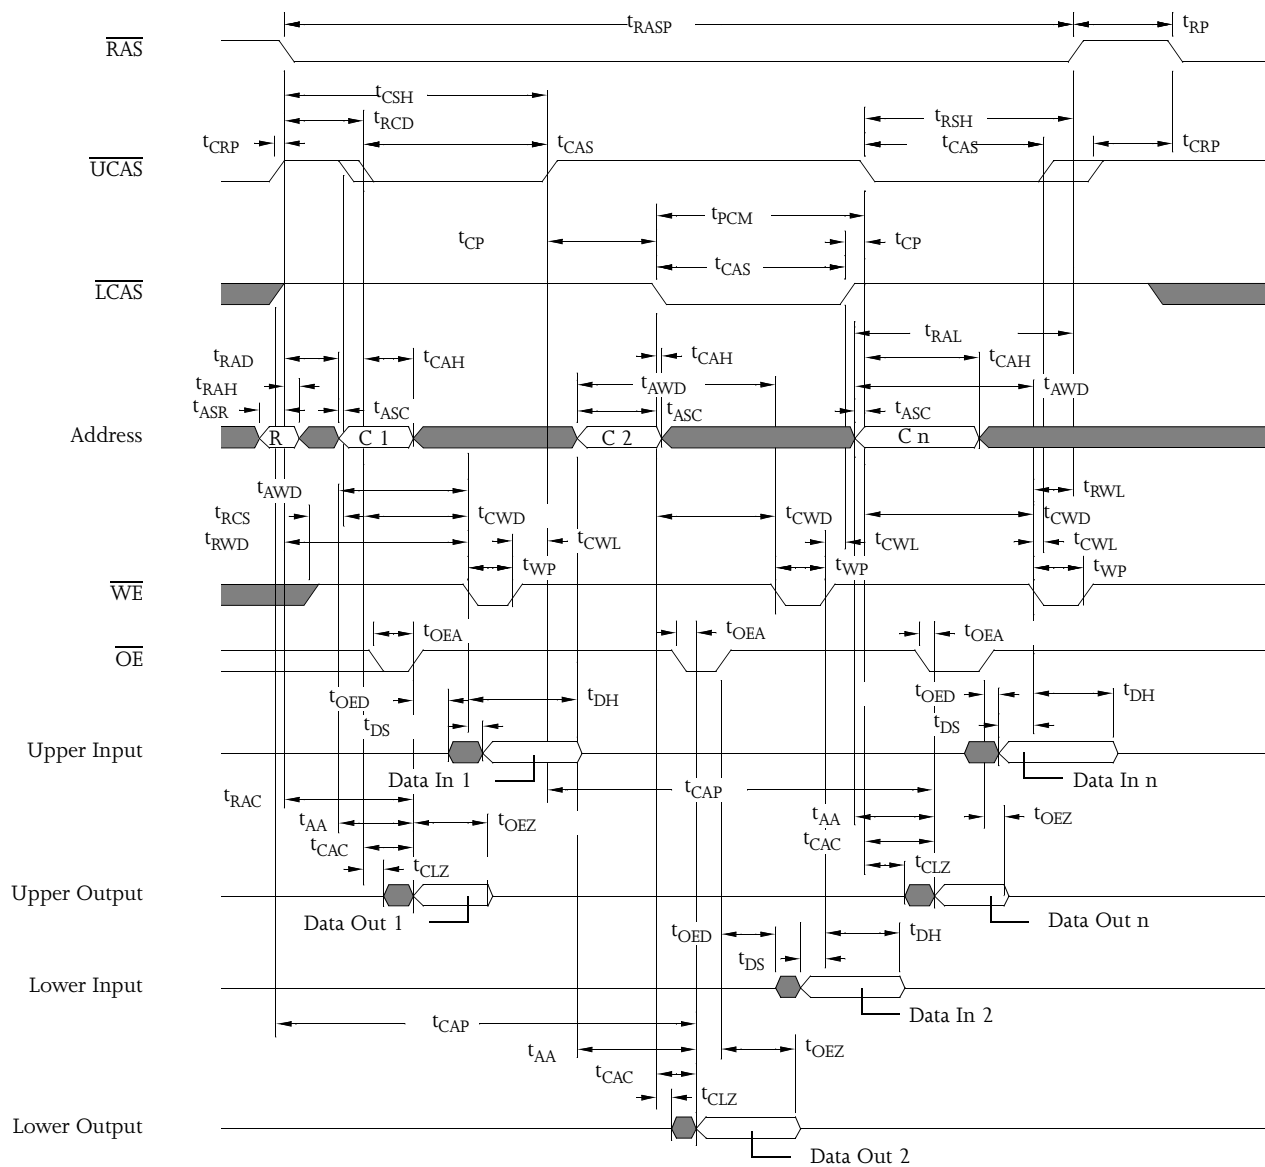 tRASP tRP
RAS
tCSH
tRCD tRSH
tCRP tCAS tCAS tCRP
UCAS
tPCM
tCP tCP
tCAS
LCAS
tRAL
tRAD tCAH tCAH tCAH
tRAH tAWD tAWD
tASR tASC tASC tASC
Address R C 1 C 2 C n
tAWD tRWL
tRCS tCWD tCWD tCWD
tRWD tCWL tCWL tCWL
tWP tWP tWP
WE
tOEA tOEA tOEA
OE
tOED tDH tOED tDH
tDS tDS
Upper Input
Data In 1 Data In n
tCAP
tRAC
tAA tOEZ tAA tOEZ
tCAC tCAC
tCLZ tCLZ
Upper Output
Data Out 1 Data Out n
tOED tDH
tDS
Lower Input
Data In 2
tCAP
tAA tOEZ
tCAC
tCLZ
Lower Output
Data Out 2